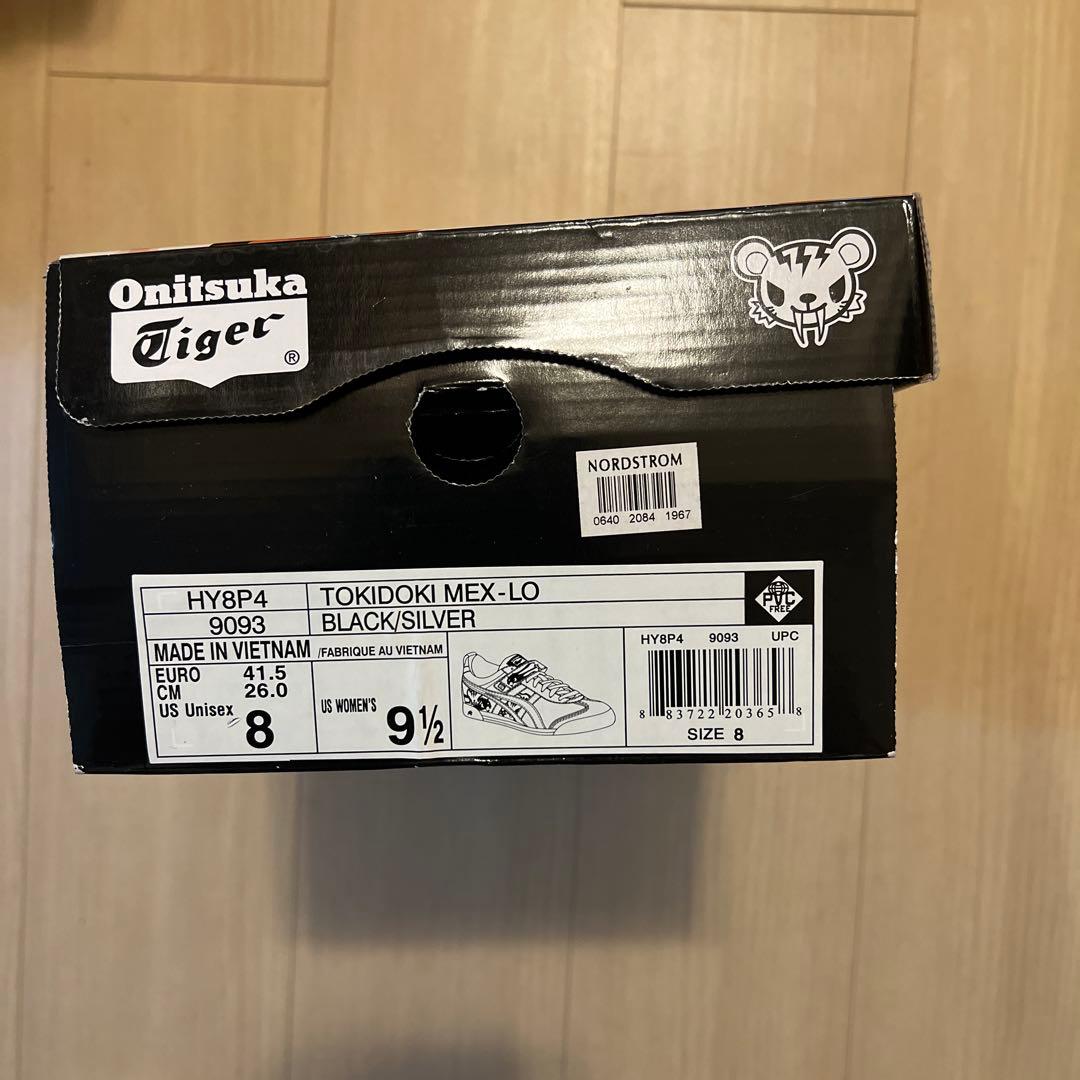 Onitsuka
Tiger ®
NORDSTROM
0640 2084 1967
HY8P4 TOKIDOKI MEX-LO
9093 BLACK/SILVER
PVC
FREE
MADE IN VIETNAM /FABRIQUE AU VIETNAM
EURO 41.5
CM 26.0
US Unisex 8
US WOMEN'S 9½
HY8P4 9093 UPC
8 83722 20365 8
SIZE 8